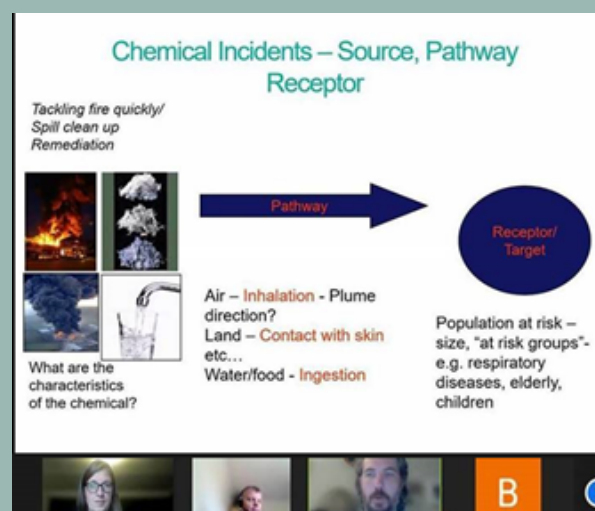 Chemical Incidents – Source, Pathway
Receptor
Tackling fire quickly/
Spill clean up
Remediation
Pathway
Receptor/
Target
Air – Inhalation - Plume
direction?
Land – Contact with skin
etc…
Water/food - Ingestion
Population at risk –
size, “at risk groups”-
e.g. respiratory
diseases, elderly,
children
What are the
characteristics
of the chemical?
B